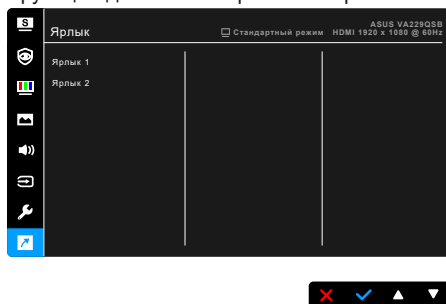 S
Ярлык
Стандартный режим
ASUS VA229QSB
HDMI 1920 x 1080 @ 60Hz
Ярлык 1
Ярлык 2